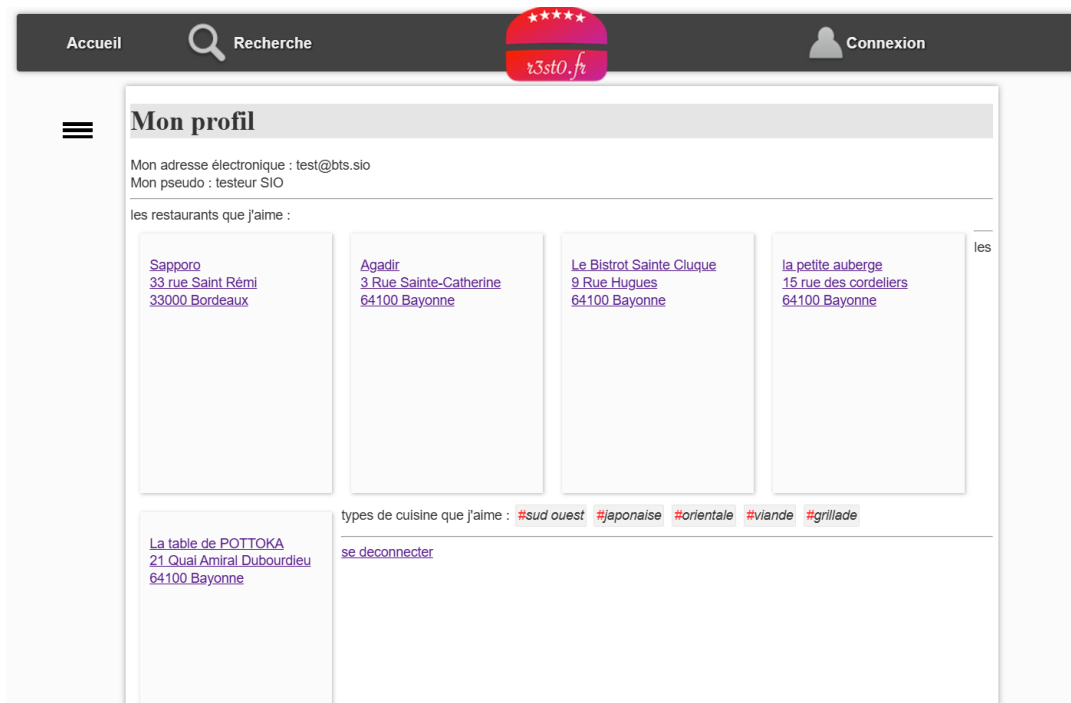 Accueil
Recherche
★★★★★
r3st0.fr
Connexion
Mon profil
Mon adresse électronique : test@bts.sio
Mon pseudo : testeur SIO
les restaurants que j'aime :
Sapporo
33 rue Saint Rémi
33000 Bordeaux
Agadir
3 Rue Sainte-Catherine
64100 Bayonne
Le Bistrot Sainte Cluque
9 Rue Hugues
64100 Bayonne
la petite auberge
15 rue des cordeliers
64100 Bayonne
les
types de cuisine que j'aime : #sud ouest #japonaise #orientale #viande #grillade
La table de POTTOKA
21 Quai Amiral Dubourdieu
64100 Bayonne
se deconnecter